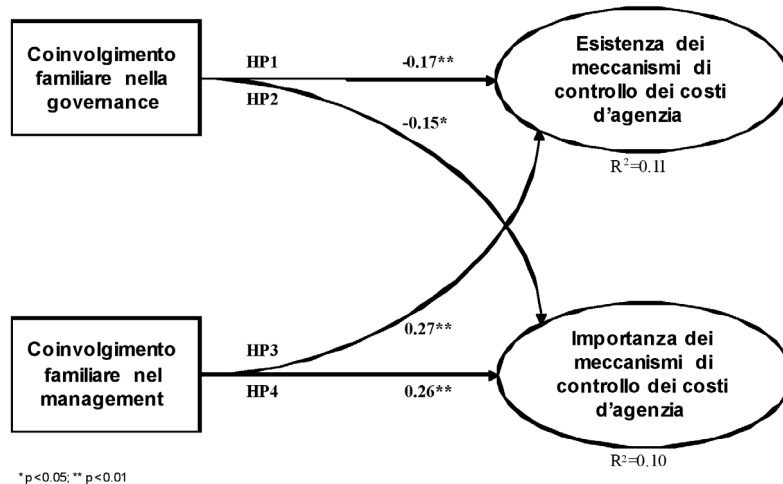 Coinvolgimento
familiare nella
governance
HP1
-0.17**
HP2
-0.15*
Esistenza dei
meccanismi di
controllo dei costi
d'agenzia
R²=0.11
Coinvolgimento
familiare nel
management
HP3
0.27**
HP4
0.26**
Importanza dei
meccanismi di
controllo dei costi
d'agenzia
R²=0.10
* p<0.05; ** p<0.01